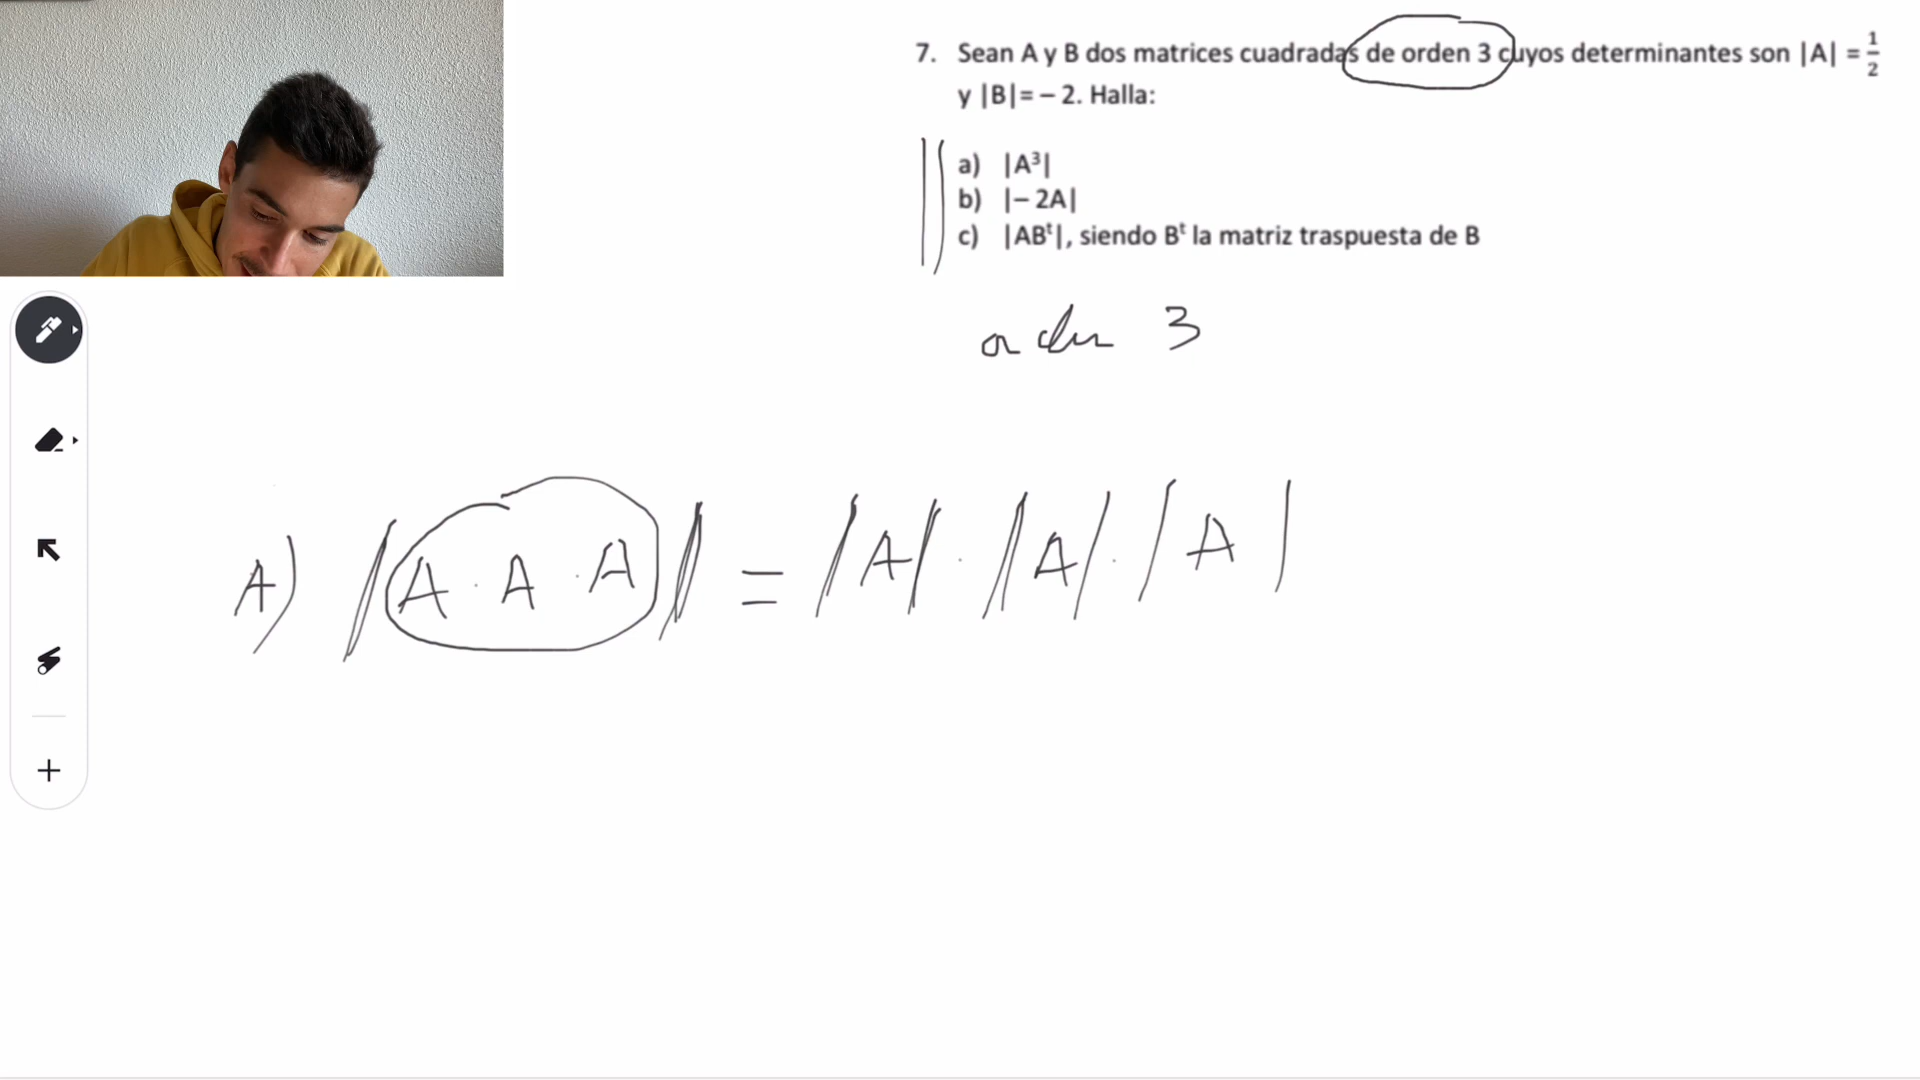 7. Sean A y B dos matrices cuadradas de orden 3 cuyos determinantes son |A| = 1/2
y |B|= – 2. Halla:
a) |A³|
b) |– 2A|
c) |ABᵗ|, siendo Bᵗ la matriz traspuesta de B
orden 3
A) |A · A · A| = |A| · |A| · |A|